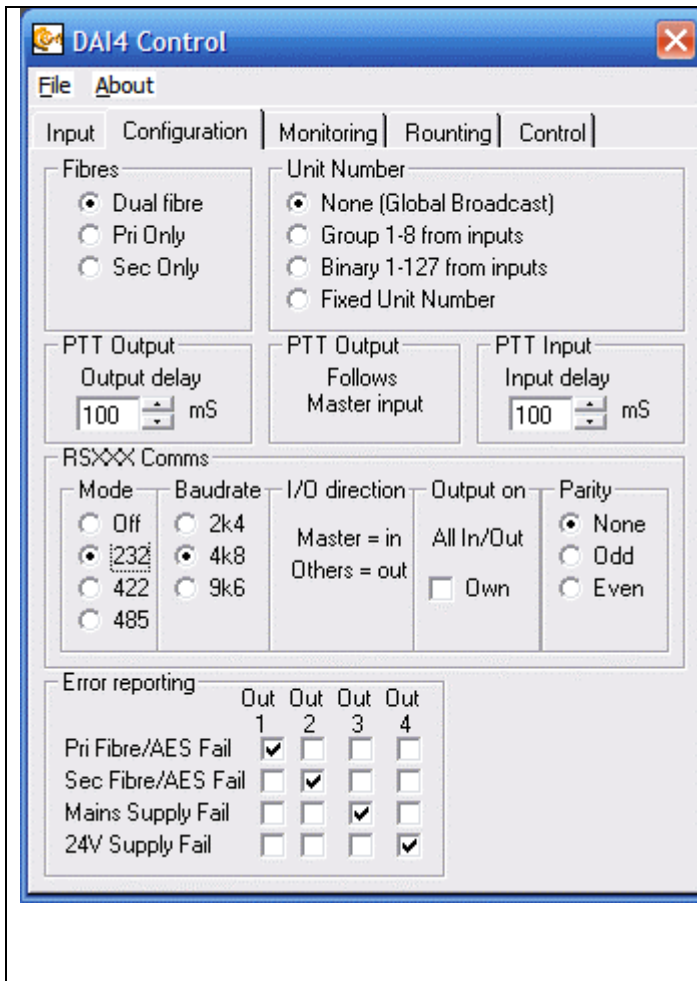 DAI4 Control
File About
Input Configuration Monitoring Rounting Control
Fibres
Dual fibre
Pri Only
Sec Only
Unit Number
None (Global Broadcast)
Group 1-8 from inputs
Binary 1-127 from inputs
Fixed Unit Number
PTT Output
Output delay
100 mS
PTT Output
Follows
Master input
PTT Input
Input delay
100 mS
RSXXX Comms
Mode
Off
232
422
485
Baudrate
2k4
4k8
9k6
I/O direction
Master = in
Others = out
Output on
All In/Out
Own
Parity
None
Odd
Even
Error reporting
Out Out Out Out
1 2 3 4
Pri Fibre/AES Fail
Sec Fibre/AES Fail
Mains Supply Fail
24V Supply Fail